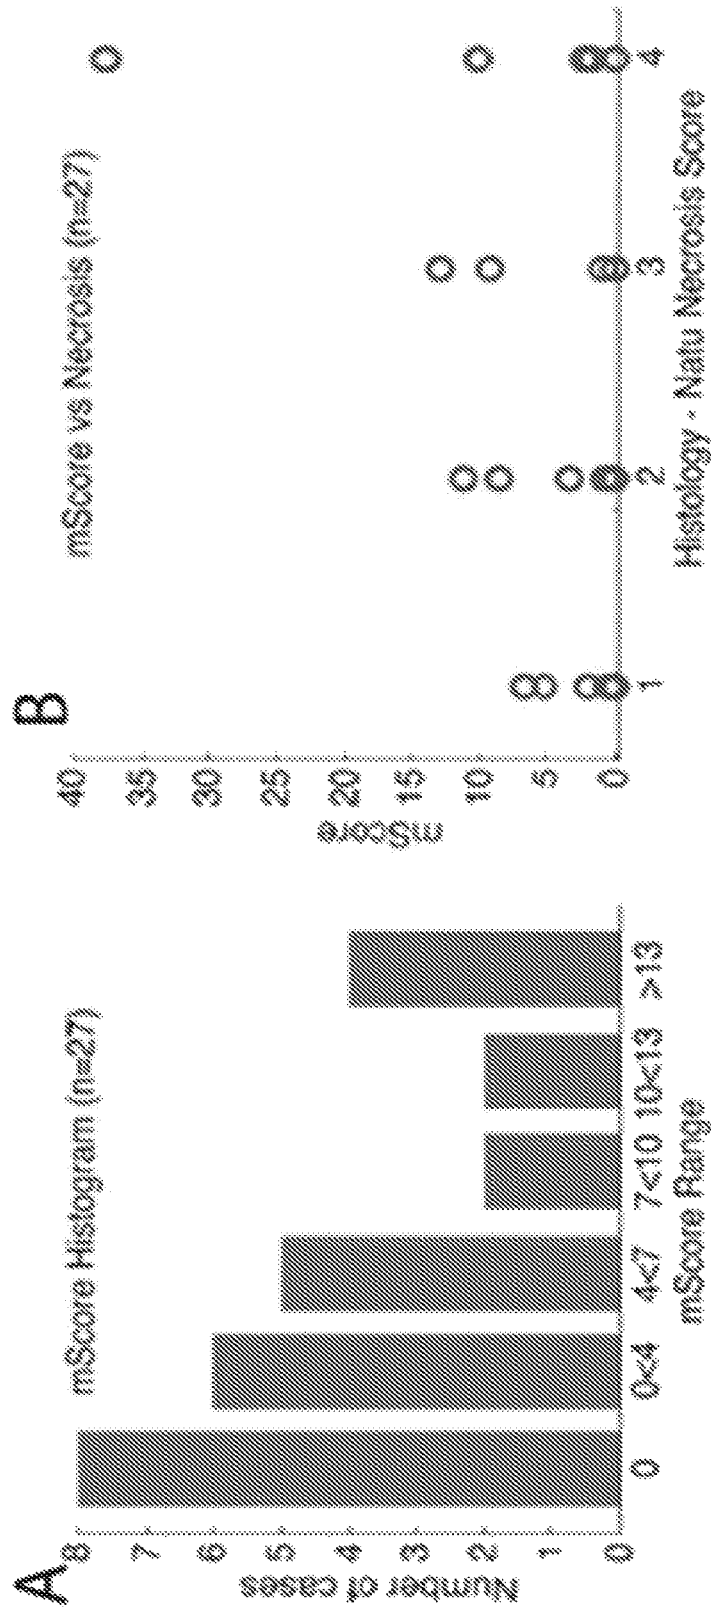 A
mScore Histogram (n=27)
Number of cases
8
7
6
5
4
3
2
1
0
0 0<4 4<7 7<10 10<13 >13
mScore Range
B
mScore vs Necrosis (n=27)
mScore
40
35
30
25
20
15
10
5
0
1 2 3 4
Histology - Natu Necrosis Score